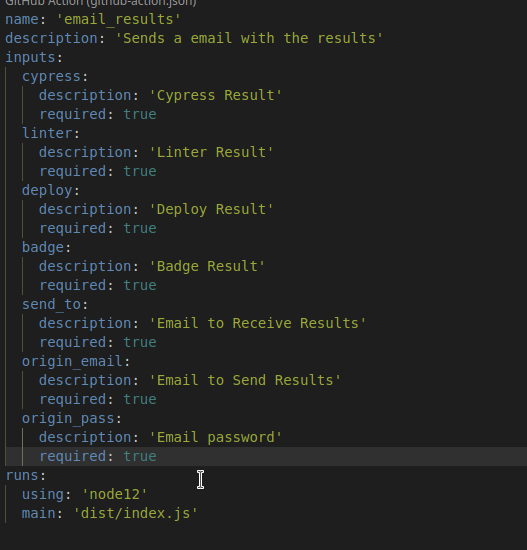 GitHub Action (github-action.json)
name: 'email_results'
description: 'Sends a email with the results'
inputs:
  cypress:
    description: 'Cypress Result'
    required: true
  linter:
    description: 'Linter Result'
    required: true
  deploy:
    description: 'Deploy Result'
    required: true
  badge:
    description: 'Badge Result'
    required: true
  send_to:
    description: 'Email to Receive Results'
    required: true
  origin_email:
    description: 'Email to Send Results'
    required: true
  origin_pass:
    description: 'Email password'
    required: true
runs:
  using: 'node12'
  main: 'dist/index.js'